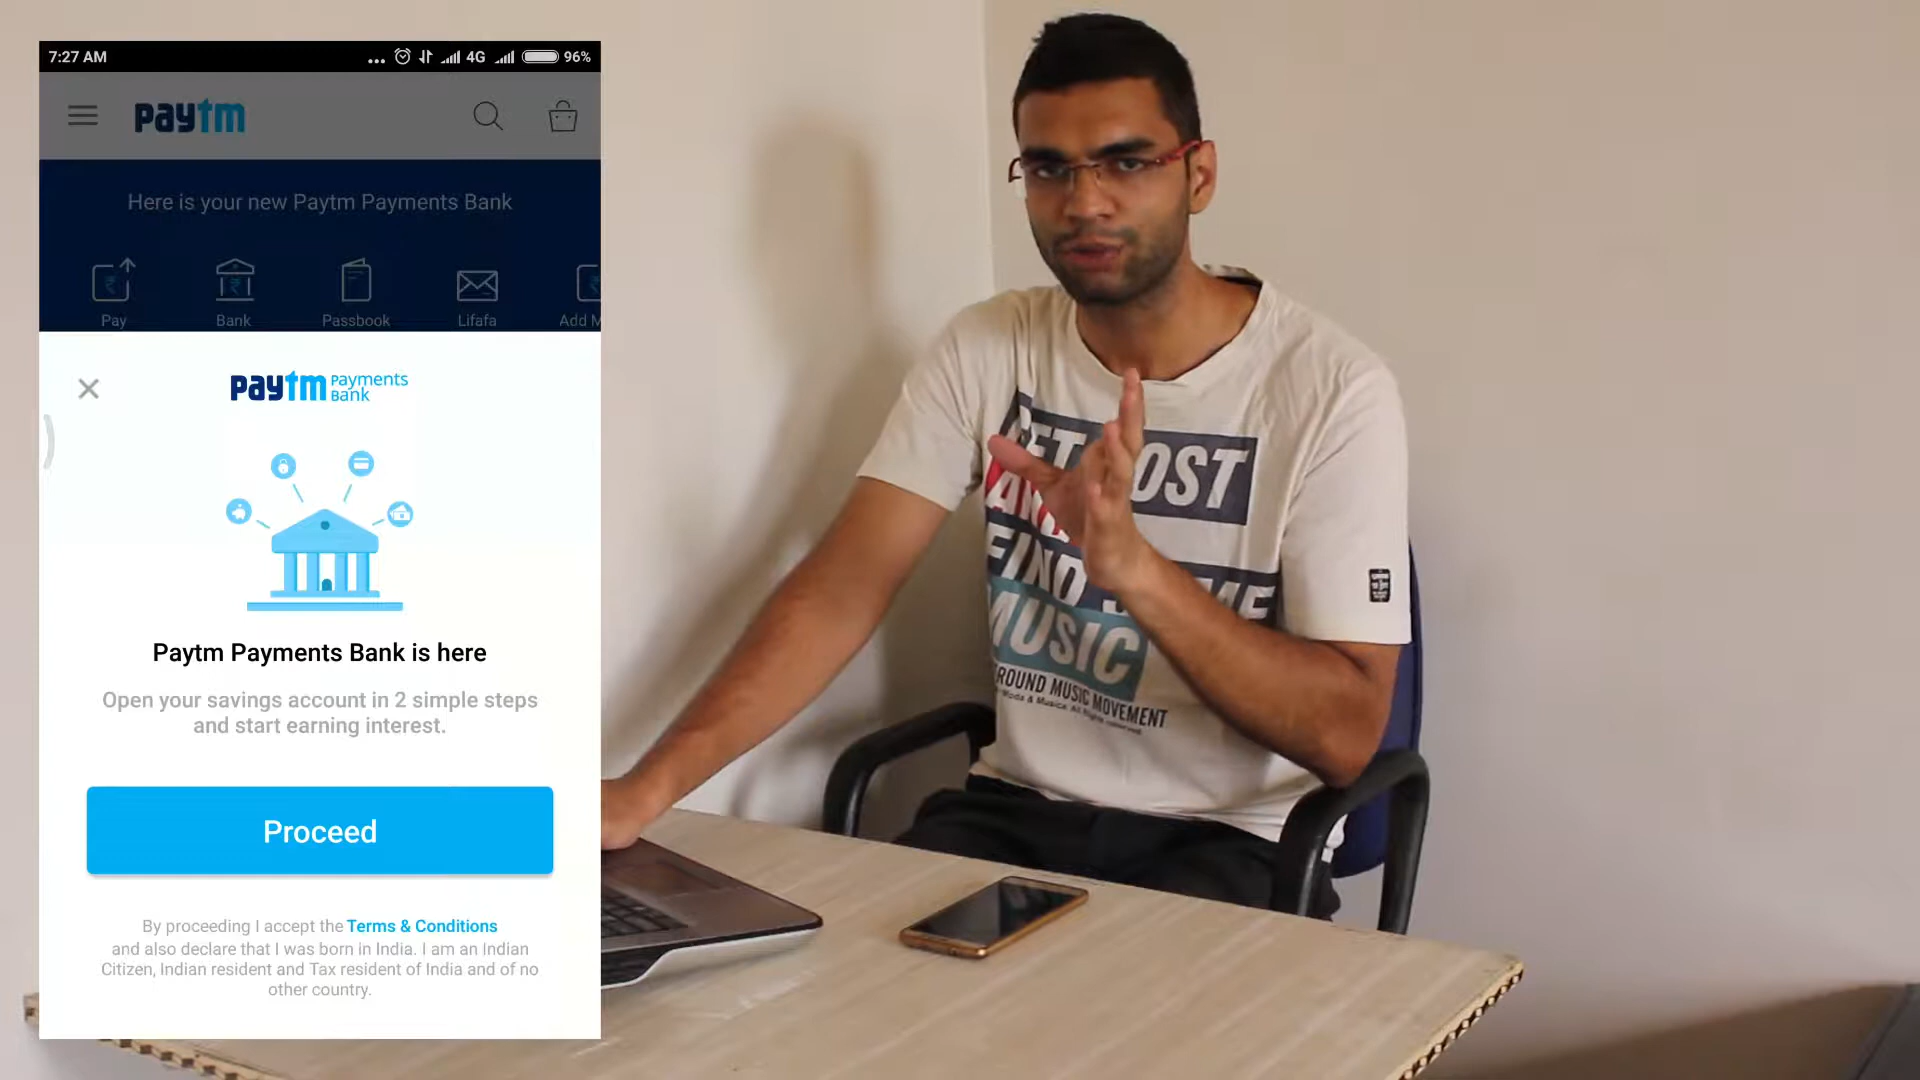 7:27 AM
4G
96%
paytm
Here is your new Paytm Payments Bank
Pay
Bank
Passbook
Lifafa
Add M
paytm Payments
Bank
Paytm Payments Bank is here
Open your savings account in 2 simple steps
and start earning interest.
Proceed
By proceeding I accept the Terms & Conditions
and also declare that I was born in India. I am an Indian
Citizen, Indian resident and Tax resident of India and of no
other country.
OST
FIND
MUSIC
ROUND MUSIC MOVEMENT